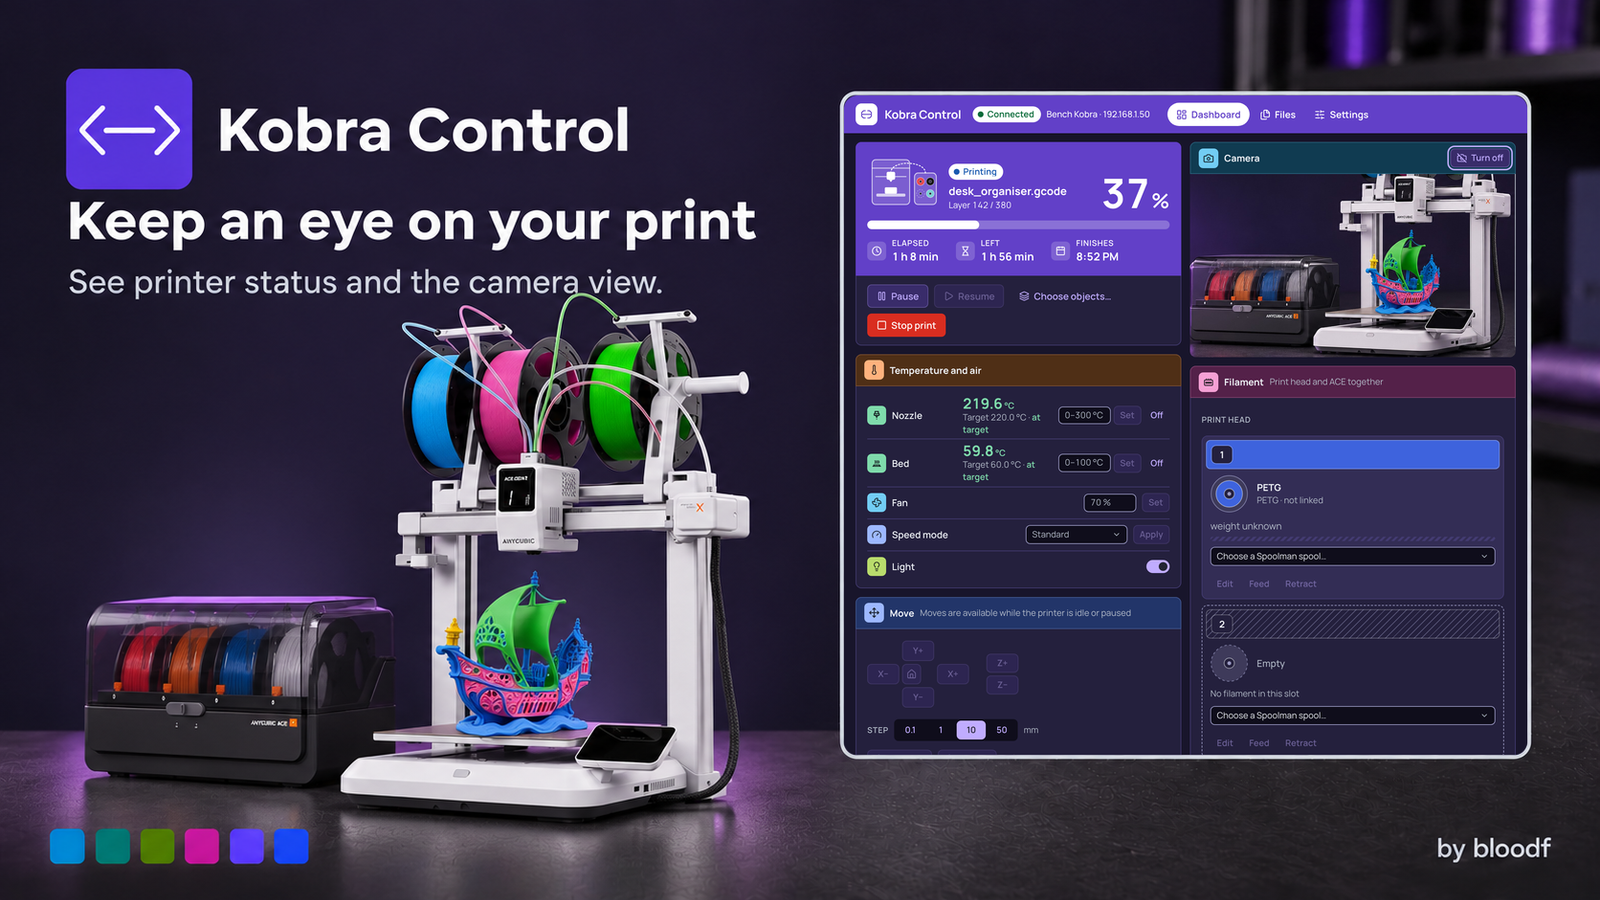 Kobra Control
Keep an eye on your print
See printer status and the camera view.
ACE GEN 2
ANYCUBIC
X
ANYCUBIC ACE
by bloodf
Kobra Control
Connected
Bench Kobra · 192.168.1.50
Dashboard
Files
Settings
Printing
desk_organiser.gcode
Layer 142 / 380
37 %
ELAPSED
1 h 8 min
LEFT
1 h 56 min
FINISHES
8:52 PM
Pause
Resume
Choose objects...
Stop print
Temperature and air
Nozzle
219.6 °C
Target 220.0 °C · at
target
0–300 °C
Set
Off
Bed
59.8 °C
Target 60.0 °C · at
target
0–100 °C
Set
Off
Fan
70 %
Set
Speed mode
Standard
Apply
Light
Move
Moves are available while the printer is idle or paused
Y+
X−
X+
Y−
Z+
Z−
STEP
0.1
1
10
50
mm
Camera
Turn off
ANYCUBIC ACE
Filament
Print head and ACE together
PRINT HEAD
1
PETG
PETG · not linked
weight unknown
Choose a Spoolman spool...
Edit
Feed
Retract
2
Empty
No filament in this slot
Choose a Spoolman spool...
Edit
Feed
Retract